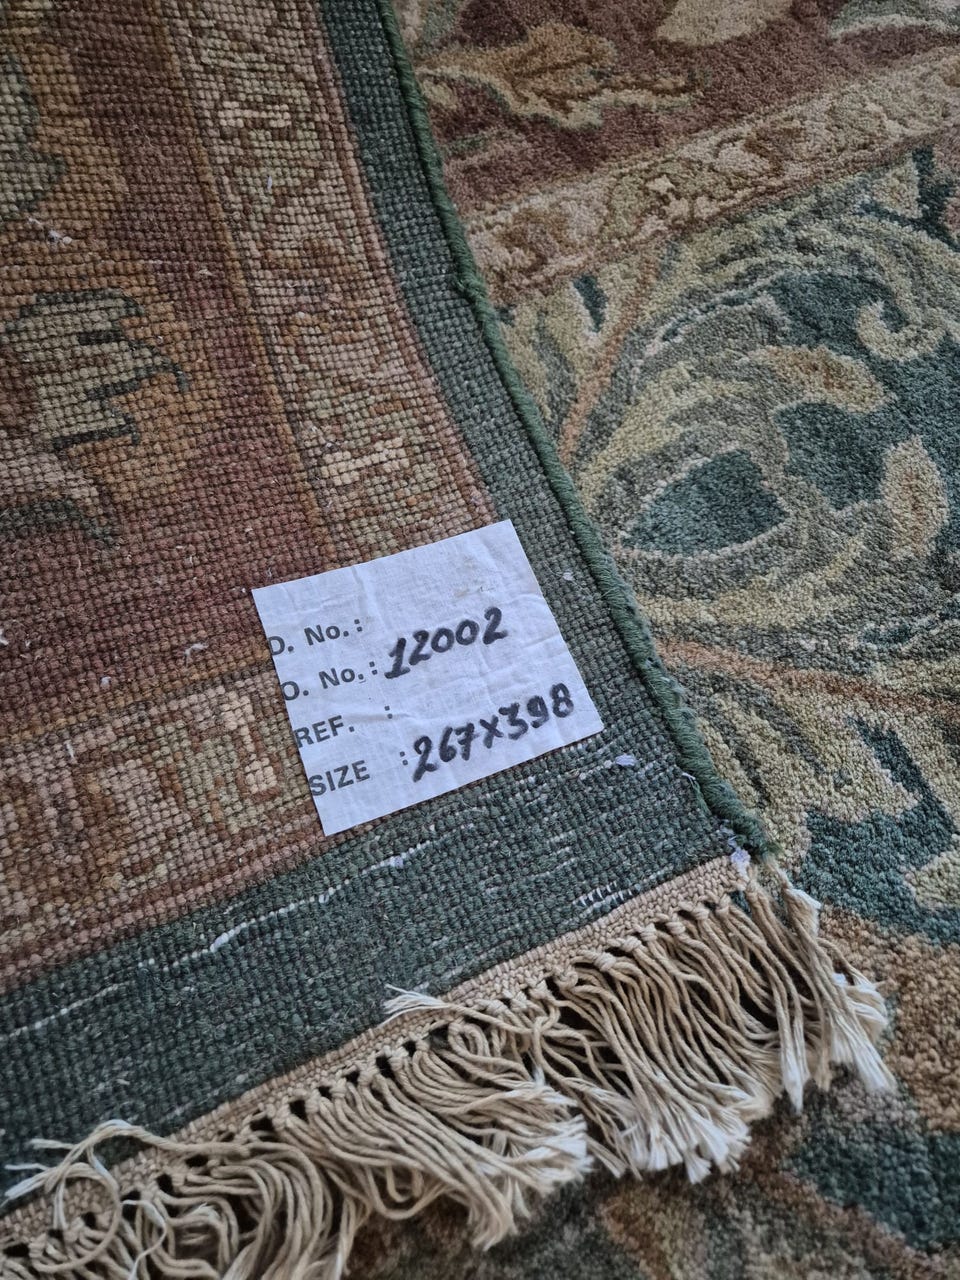 D. No. :
O. No. : 12002
REF. :
SIZE : 267X398